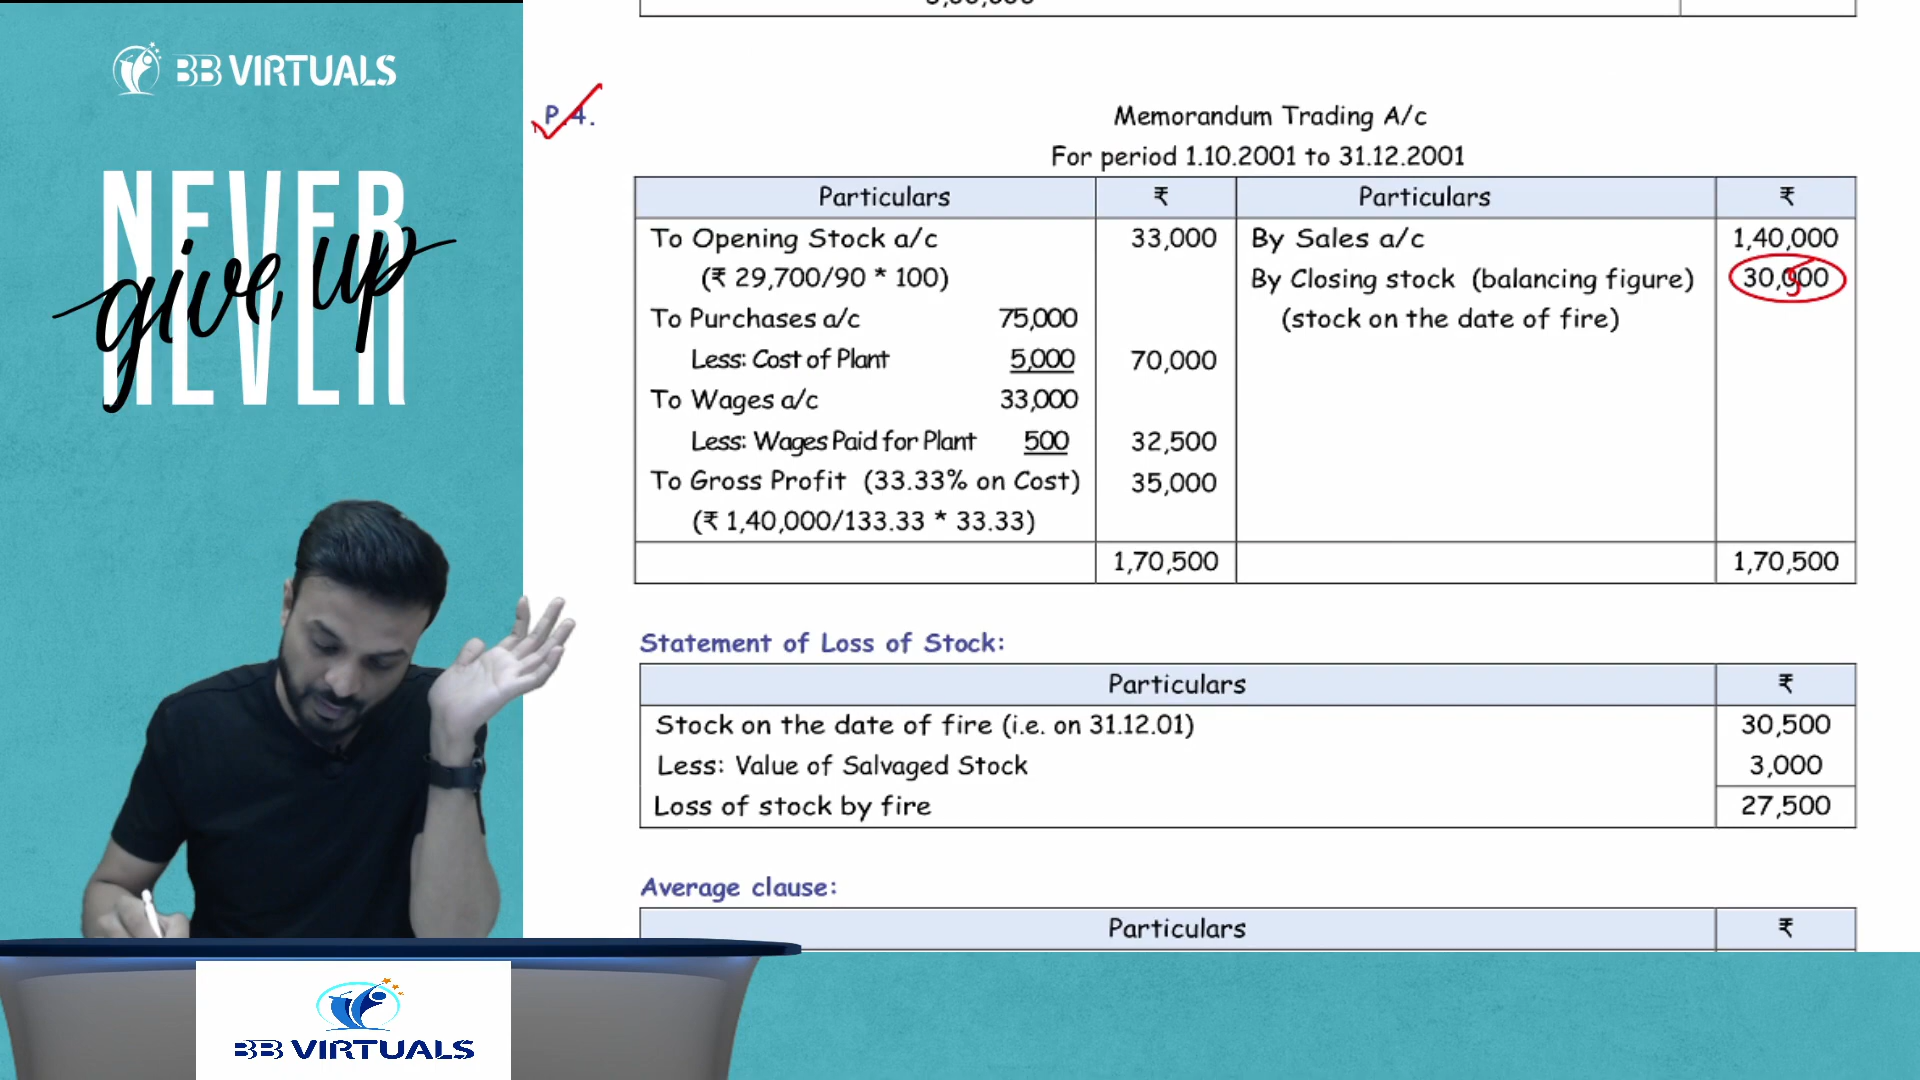 BB VIRTUALS
NEVER
give up
NEVER
P.4.
Memorandum Trading A/c
For period 1.10.2001 to 31.12.2001
Particulars ₹ Particulars ₹
To Opening Stock a/c 33,000 By Sales a/c 1,40,000
(₹ 29,700/90 * 100) By Closing stock (balancing figure) 30,000
5
To Purchases a/c 75,000 (stock on the date of fire)
Less: Cost of Plant 5,000 70,000
To Wages a/c 33,000
Less: Wages Paid for Plant 500 32,500
To Gross Profit (33.33% on Cost) 35,000
(₹ 1,40,000/133.33 * 33.33)
1,70,500 1,70,500
Statement of Loss of Stock:
Particulars ₹
Stock on the date of fire (i.e. on 31.12.01) 30,500
Less: Value of Salvaged Stock 3,000
Loss of stock by fire 27,500
Average clause:
Particulars ₹
BB VIRTUALS